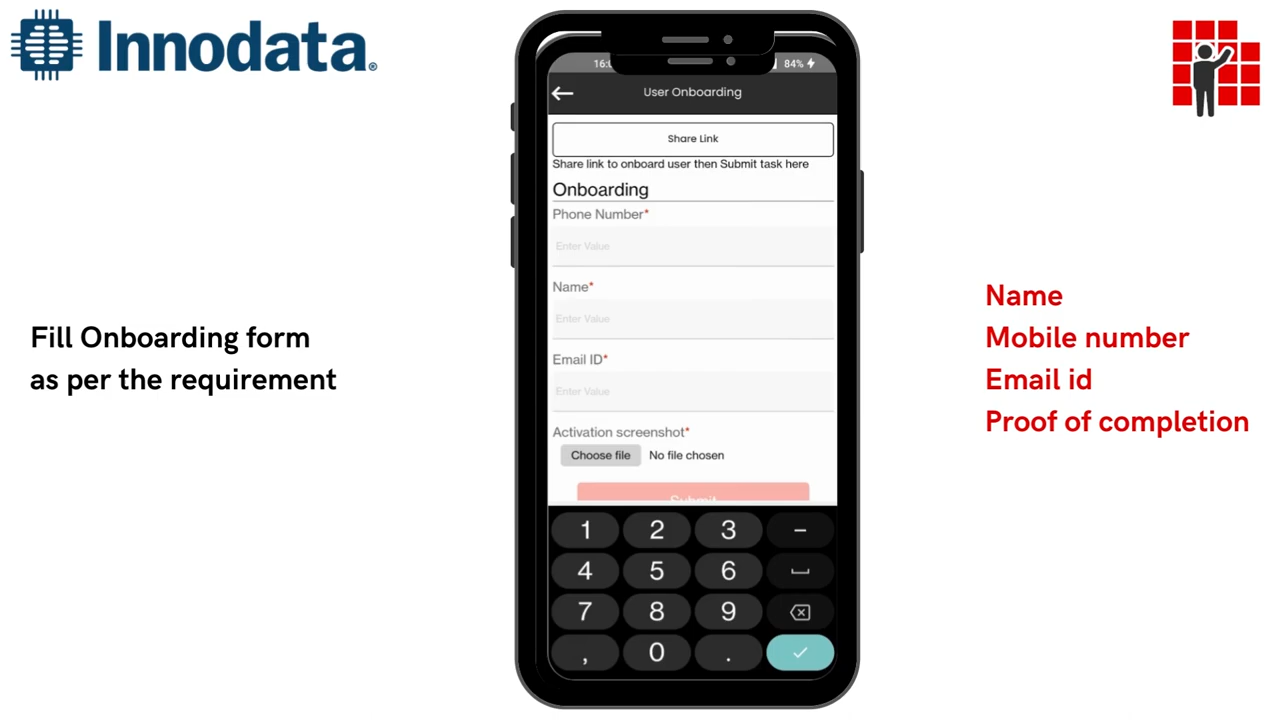 Innodata®
16:0
84%
User Onboarding
Share Link
Share link to onboard user then Submit task here
Onboarding
Phone Number*
Enter Value
Name*
Enter Value
Email ID*
Enter Value
Activation screenshot*
Choose file No file chosen
Submit
1 2 3 –
4 5 6
7 8 9
, 0 .
Fill Onboarding form
as per the requirement
Name
Mobile number
Email id
Proof of completion